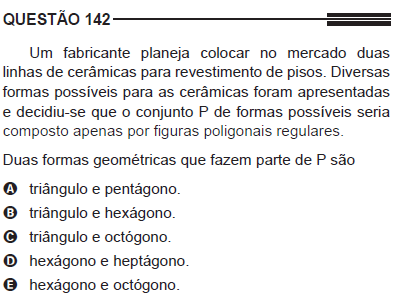 QUESTÃO 142
Um fabricante planeja colocar no mercado duas
linhas de cerâmicas para revestimento de pisos. Diversas
formas possíveis para as cerâmicas foram apresentadas
e decidiu-se que o conjunto P de formas possíveis seria
composto apenas por figuras poligonais regulares.
Duas formas geométricas que fazem parte de P são
A triângulo e pentágono.
B triângulo e hexágono.
C triângulo e octógono.
D hexágono e heptágono.
E hexágono e octógono.